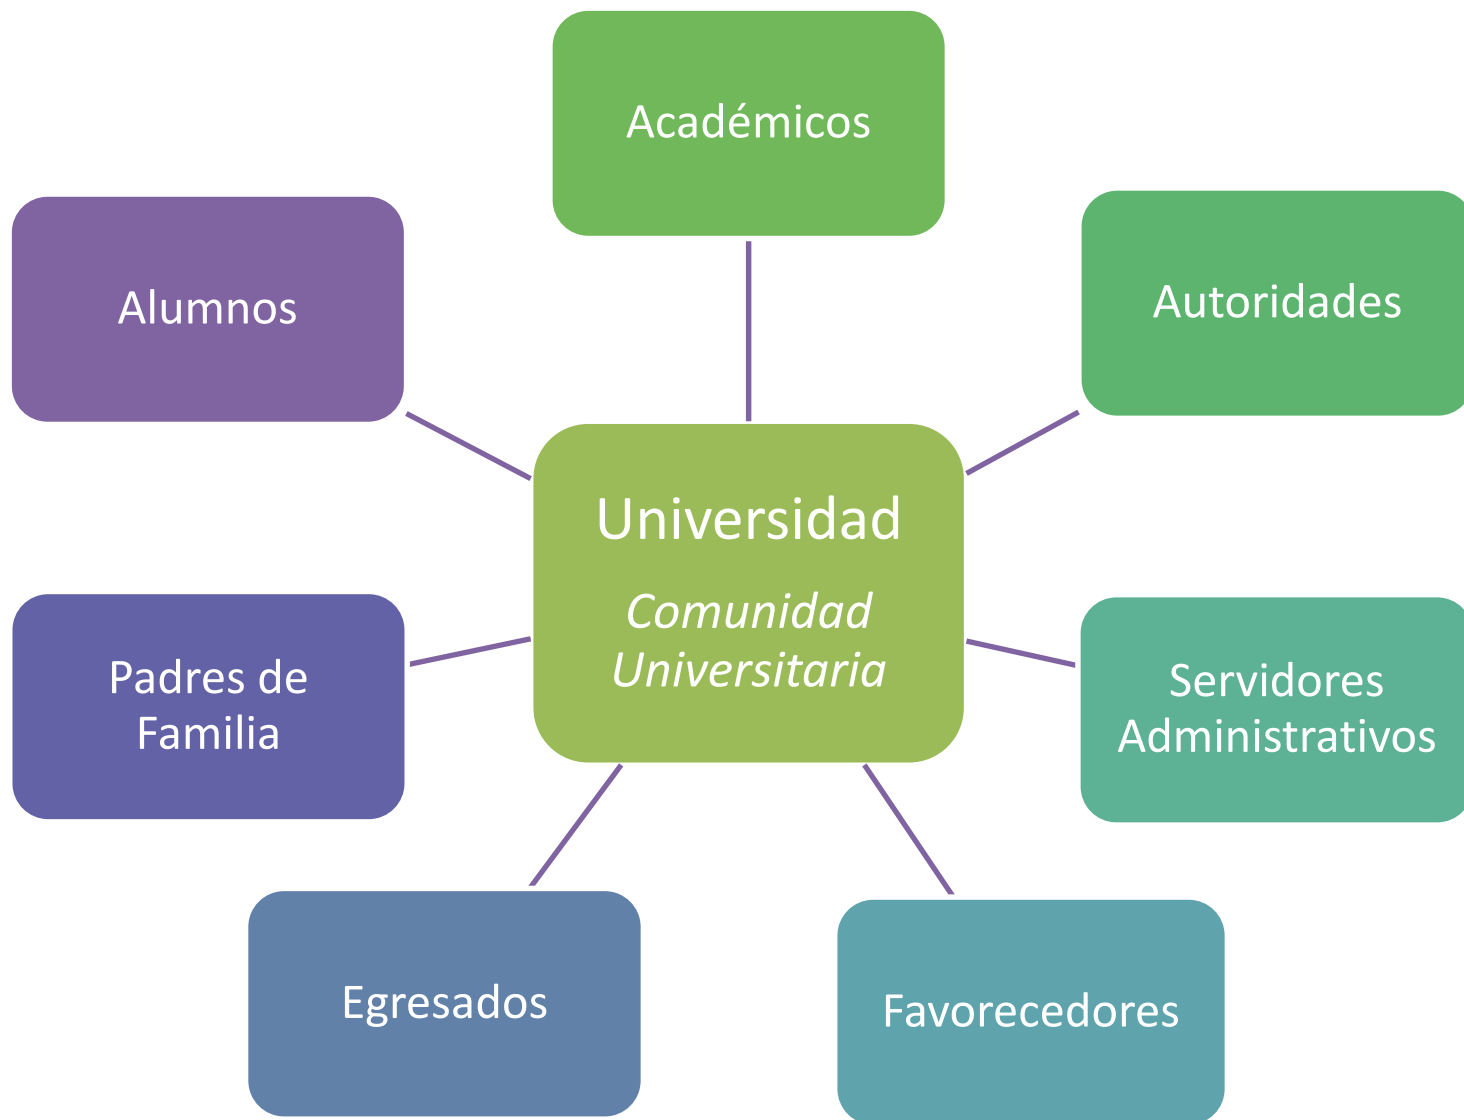 Académicos
Alumnos
Autoridades
Universidad
Comunidad
Universitaria
Padres de
Familia
Servidores
Administrativos
Egresados
Favorecedores